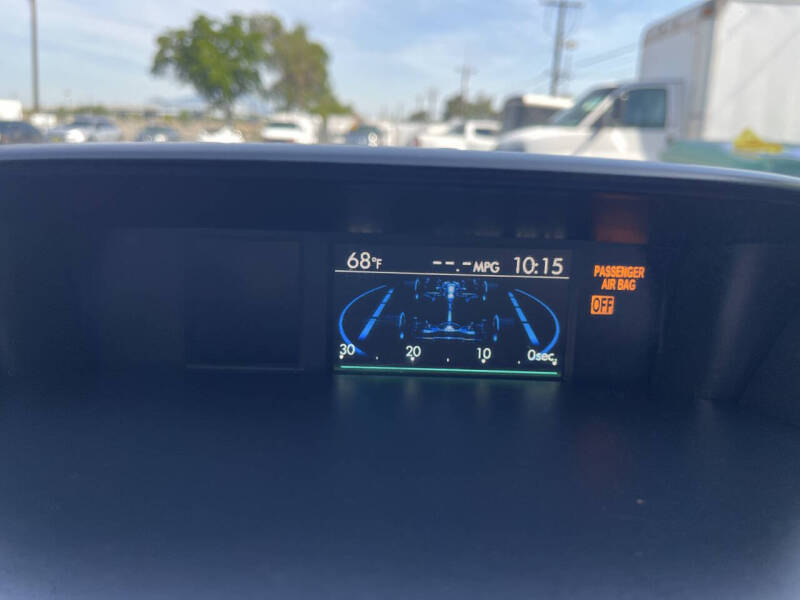 68°F --.- MPG 10:15
30 20 10 0sec.
PASSENGER
AIR BAG
OFF